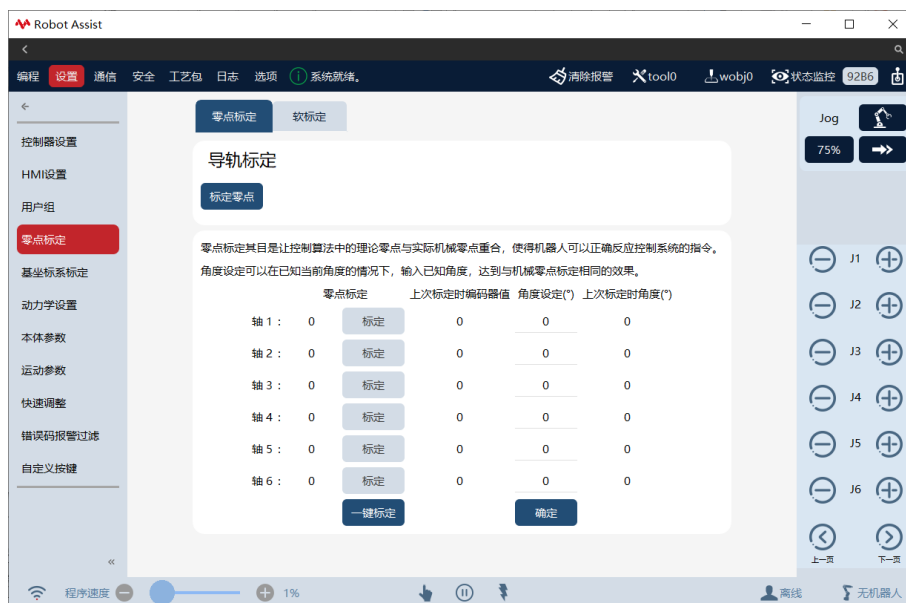 Robot Assist
编程 设置 通信 安全 工艺包 日志 选项 系统就绪。 清除报警 tool0 wobj0 状态监控 92B6
控制器设置
HMI设置
用户组
零点标定
基坐标系标定
动力学设置
本体参数
运动参数
快速调整
错误码报警过滤
自定义按键
零点标定 软标定
导轨标定
标定零点
零点标定其目是让控制算法中的理论零点与实际机械零点重合，使得机器人可以正确反应控制系统的指令。
角度设定可以在已知当前角度的情况下，输入已知角度，达到与机械零点标定相同的效果。
零点标定 上次标定时编码器值 角度设定(°) 上次标定时角度(°)
轴 1： 0 标定 0 0 0
轴 2： 0 标定 0 0 0
轴 3： 0 标定 0 0 0
轴 4： 0 标定 0 0 0
轴 5： 0 标定 0 0 0
轴 6： 0 标定 0 0 0
一键标定 确定
Jog
75%
J1
J2
J3
J4
J5
J6
上一页 下一页
程序速度 1% 离线 无机器人